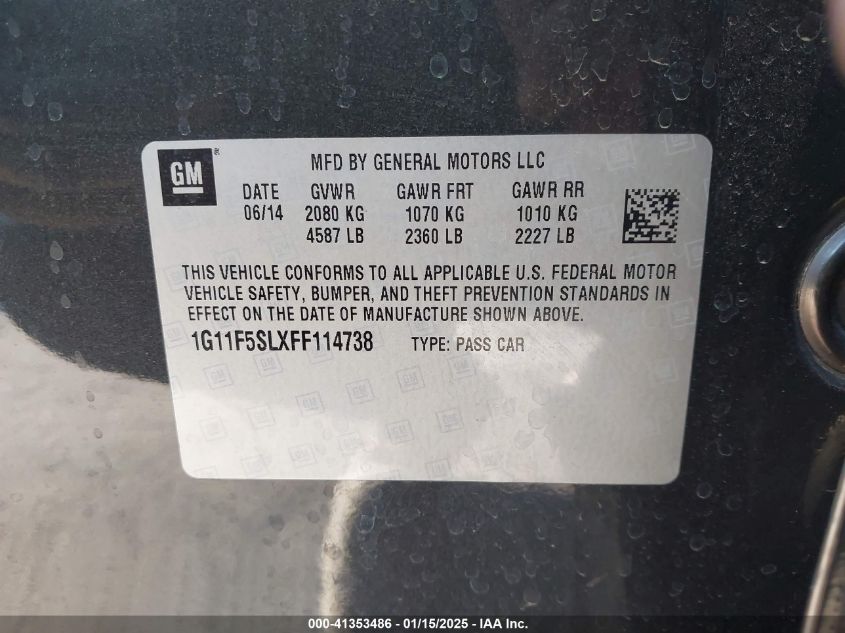 GM
MFD BY GENERAL MOTORS LLC
DATE GVWR GAWR FRT GAWR RR
06/14 2080 KG 1070 KG 1010 KG
4587 LB 2360 LB 2227 LB
THIS VEHICLE CONFORMS TO ALL APPLICABLE U.S. FEDERAL MOTOR
VEHICLE SAFETY, BUMPER, AND THEFT PREVENTION STANDARDS IN
EFFECT ON THE DATE OF MANUFACTURE SHOWN ABOVE.
1G11F5SLXFF114738 TYPE: PASS CAR
000-41353486 - 01/15/2025 - IAAI Inc.